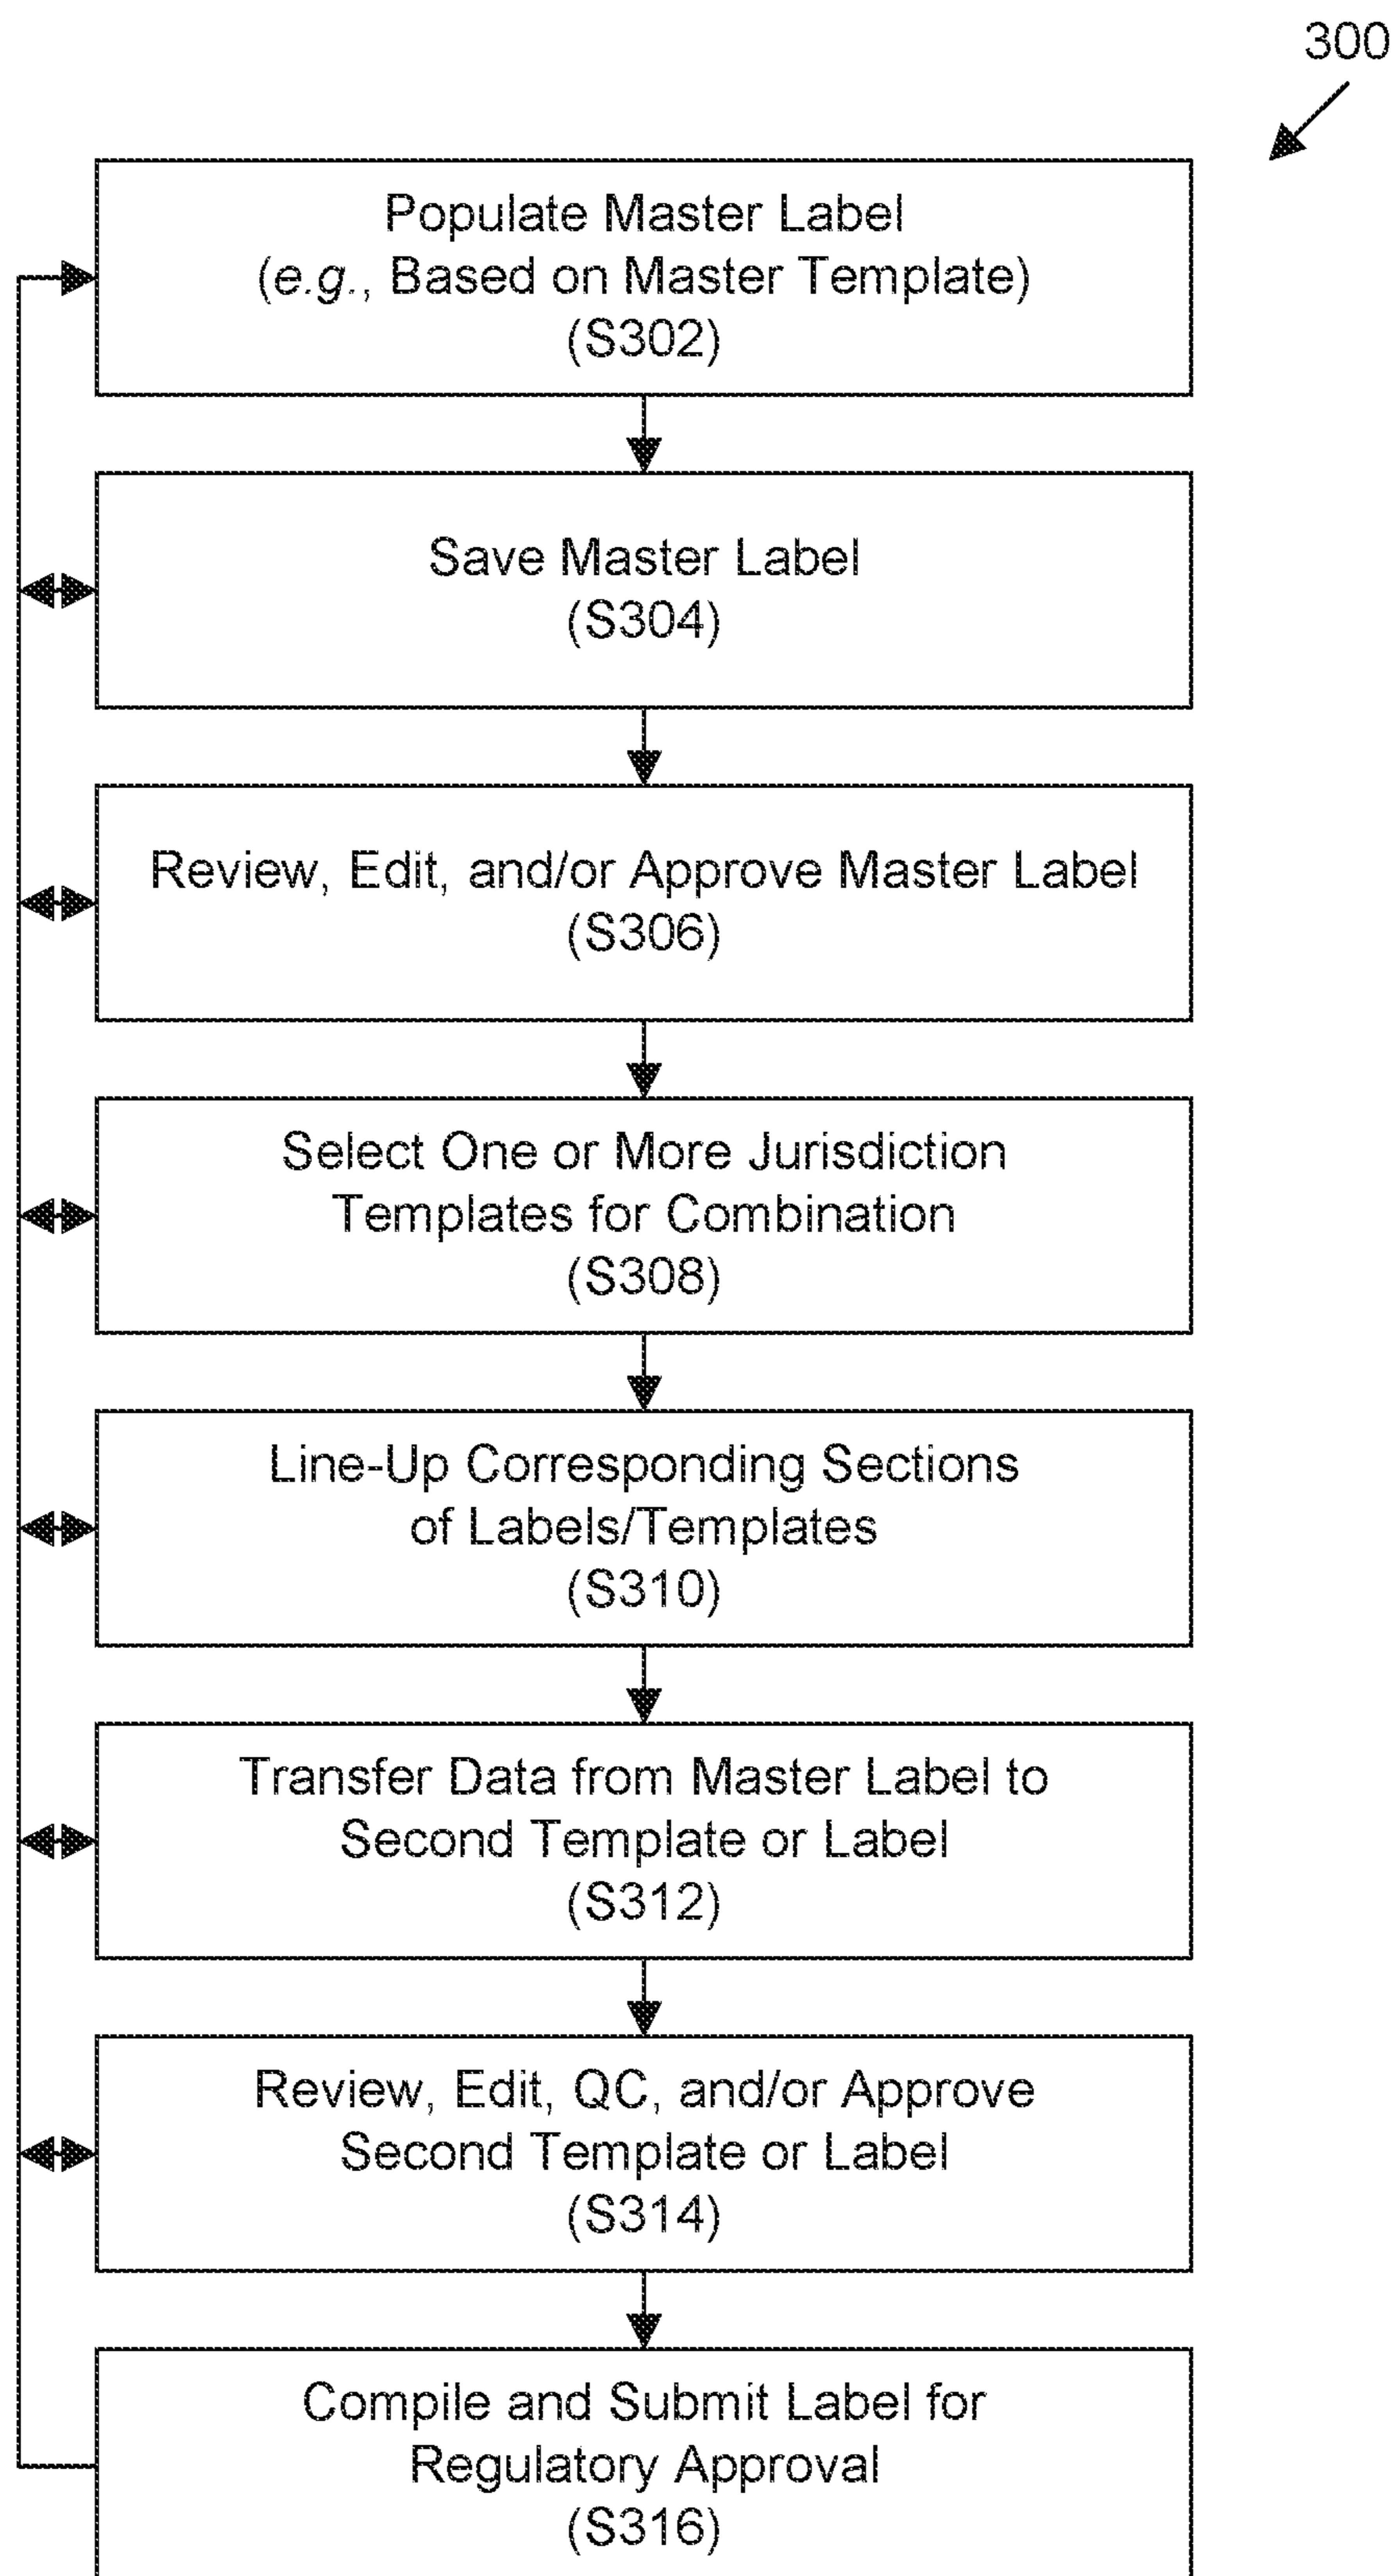 300
Populate Master Label
(e.g., Based on Master Template)
(S302)
Save Master Label
(S304)
Review, Edit, and/or Approve Master Label
(S306)
Select One or More Jurisdiction
Templates for Combination
(S308)
Line-Up Corresponding Sections
of Labels/Templates
(S310)
Transfer Data from Master Label to
Second Template or Label
(S312)
Review, Edit, QC, and/or Approve
Second Template or Label
(S314)
Compile and Submit Label for
Regulatory Approval
(S316)